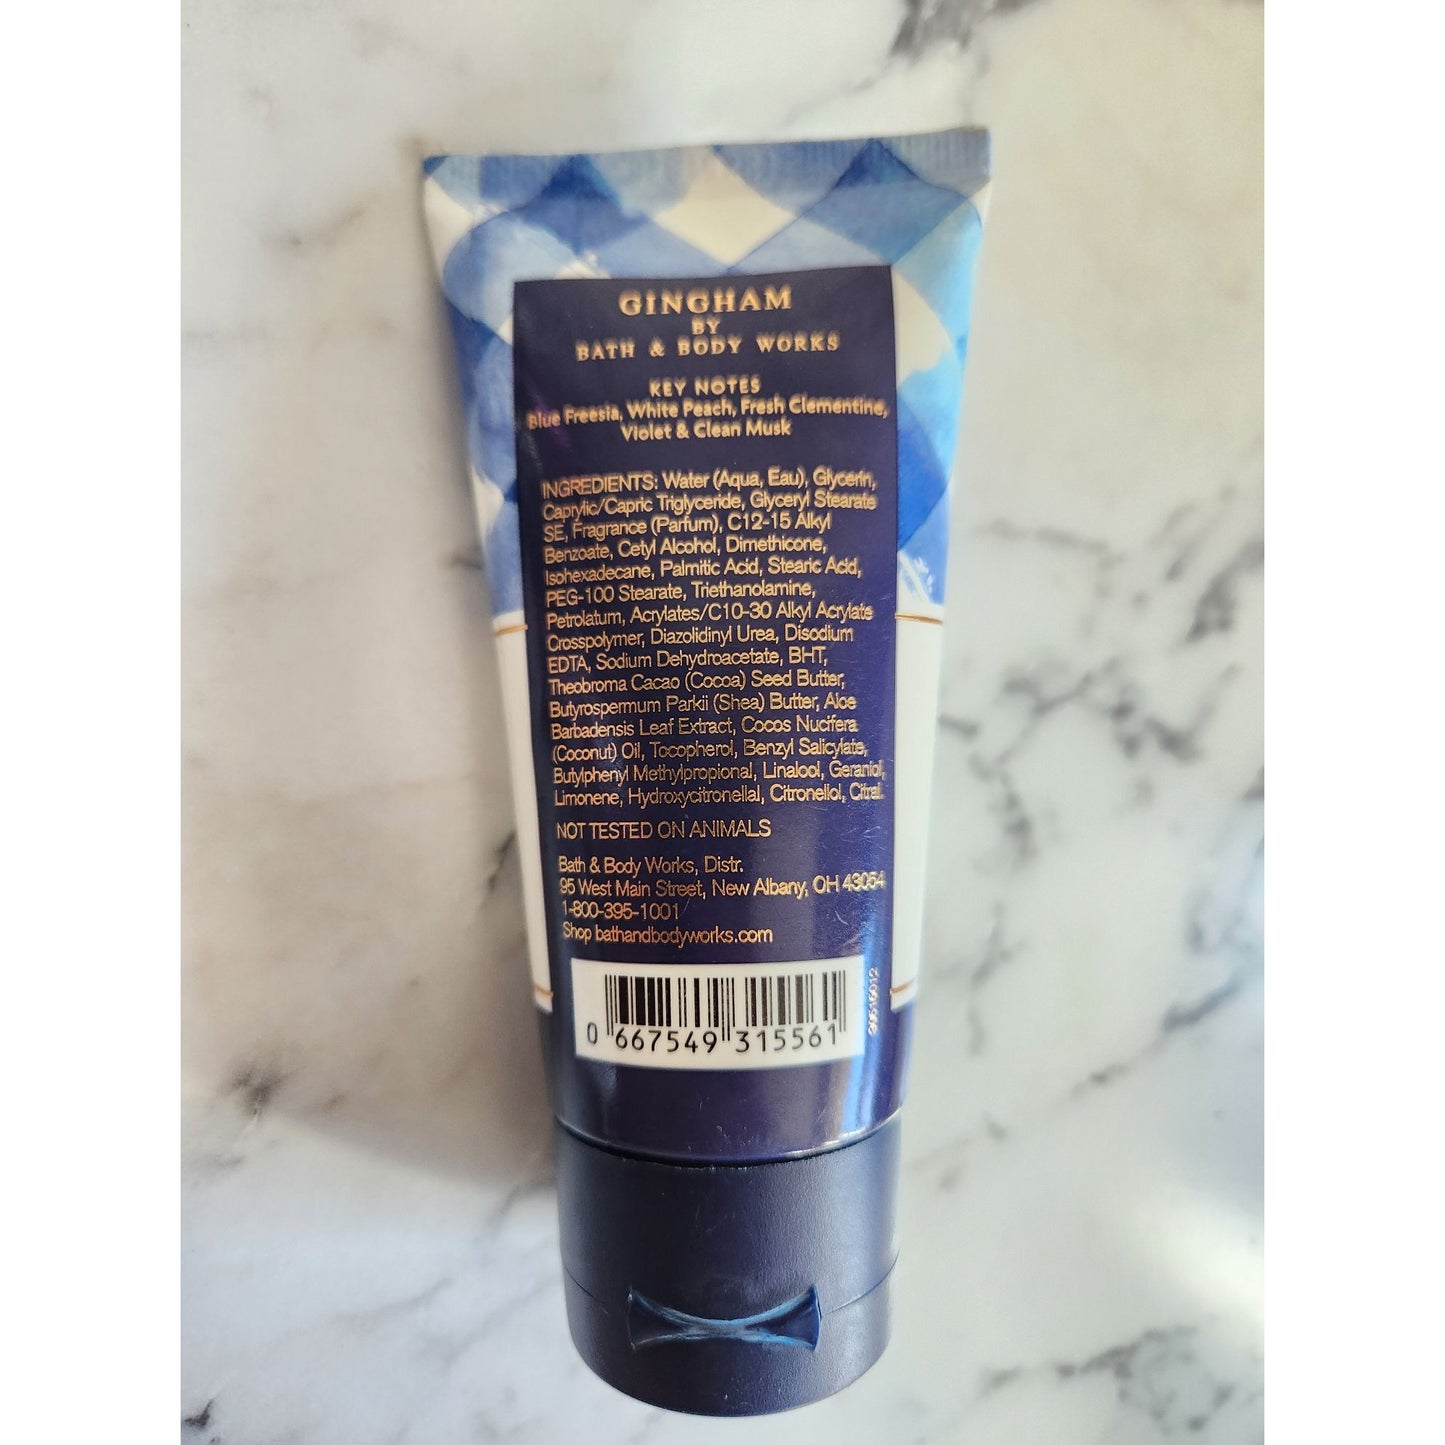 GINGHAM
BY
BATH & BODY WORKS
KEY NOTES
Blue Freesia, White Peach, Fresh Clementine,
Violet & Clean Musk
INGREDIENTS: Water (Aqua, Eau), Glycerin,
Caprylic/Capric Triglyceride, Glyceryl Stearate
SE, Fragrance (Parfum), C12-15 Alkyl
Benzoate, Cetyl Alcohol, Dimethicone,
Isohexadecane, Palmitic Acid, Stearic Acid,
PEG-100 Stearate, Triethanolamine,
Petrolatum, Acrylates/C10-30 Alkyl Acrylate
Crosspolymer, Diazolidinyl Urea, Disodium
EDTA, Sodium Dehydroacetate, BHT,
Theobroma Cacao (Cocoa) Seed Butter,
Butyrospermum Parkii (Shea) Butter, Aloe
Barbadensis Leaf Extract, Cocos Nucifera
(Coconut) Oil, Tocopherol, Benzyl Salicylate,
Butylphenyl Methylpropional, Linalool, Geraniol,
Limonene, Hydroxycitronellal, Citronellol, Citral.
NOT TESTED ON ANIMALS
Bath & Body Works, Distr.
95 West Main Street, New Albany, OH 43054
1-800-395-1001
Shop bathandbodyworks.com
0 667549 315561